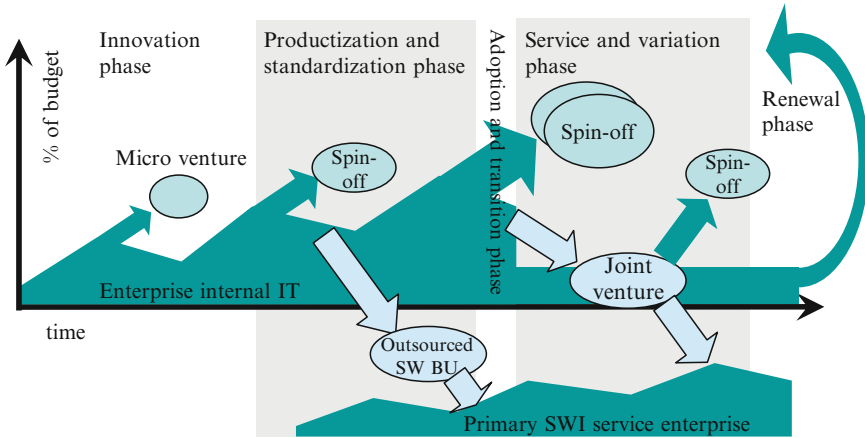 Innovation
phase
Productization and
standardization phase
Adoption and transition phase
Service and variation
phase
Renewal
phase
% of budget
Micro venture
Spin-
off
Spin-off
Spin-
off
Enterprise internal IT
Joint
venture
time
Outsourced
SW BU
Primary SWI service enterprise